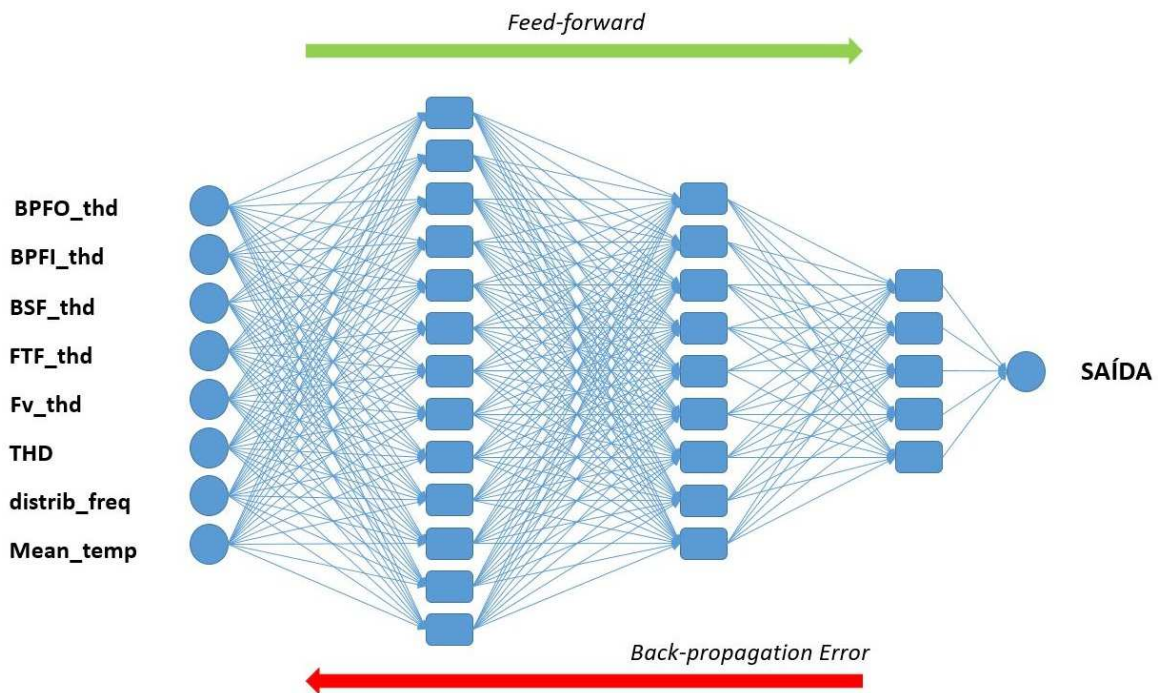 Feed-forward
BPFO_thd
BPFI_thd
BSF_thd
FTF_thd
Fv_thd
THD
distrib_freq
Mean_temp
SAÍDA
Back-propagation Error